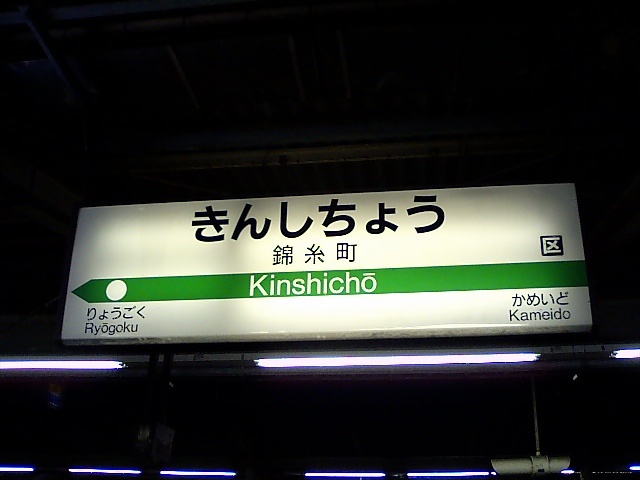 きんしちょう
錦糸町
区
Kinshichō
りょうごく
Ryōgoku
かめいど
Kameido